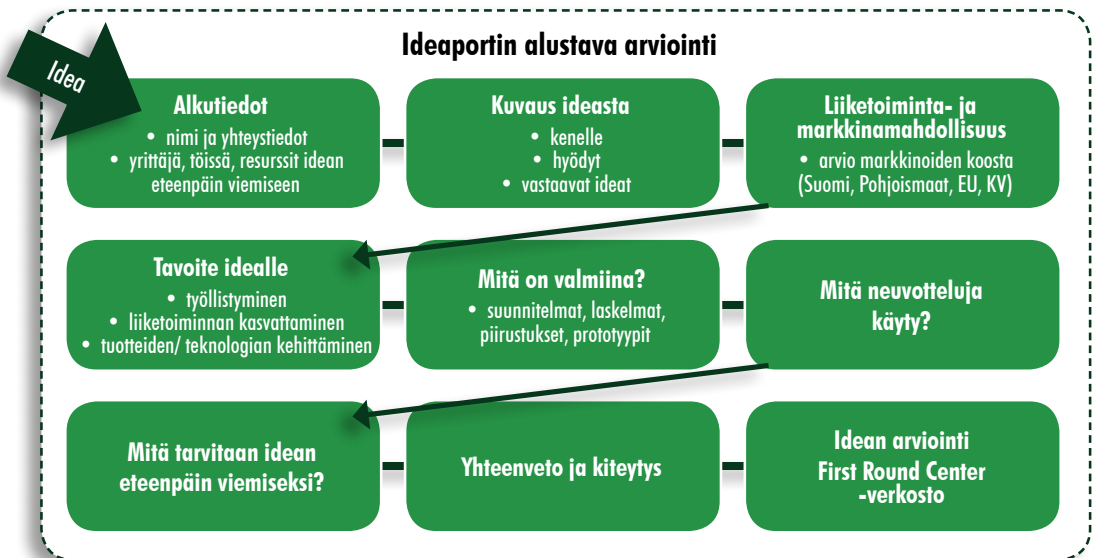 Ideaportin alustava arviointi
Idea
Alkutiedot
• nimi ja yhteystiedot
• yrittäjä, töissä, resurssit idean
eteenpäin viemiseen
Kuvaus ideasta
• kenelle
• hyödyt
• vastaavat ideat
Liiketoiminta- ja
markkinamahdollisuus
• arvio markkinoiden koosta
(Suomi, Pohjoismaat, EU, KV)
Tavoite idealle
• työllistyminen
• liiketoiminnan kasvattaminen
• tuotteiden/ teknologian kehittäminen
Mitä on valmiina?
• suunnitelmat, laskelmat,
piirustukset, prototyypit
Mitä neuvotteluja
käyty?
Mitä tarvitaan idean
eteenpäin viemiseksi?
Yhteenveto ja kiteytys
Idean arviointi
First Round Center
-verkosto